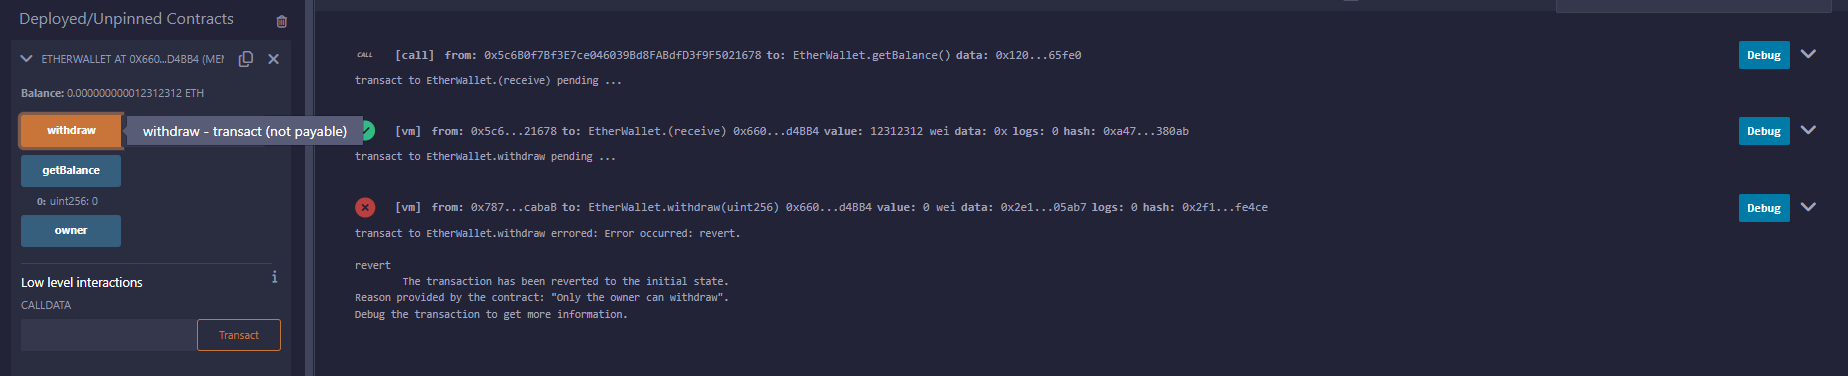 Deployed/Unpinned Contracts
ETHERWALLET AT 0X660...D4BB4 (MEM
Balance: 0.000000000012312312 ETH
withdraw
withdraw - transact (not payable)
getBalance
0: uint256: 0
owner
Low level interactions
i
CALLDATA
Transact
CALL [call] from: 0x5c6B0f7Bf3E7ce046039Bd8FABdfD3f9F5021678 to: EtherWallet.getBalance() data: 0x120...65fe0
Debug
transact to EtherWallet.(receive) pending ...
[vm] from: 0x5c6...21678 to: EtherWallet.(receive) 0x660...d4BB4 value: 12312312 wei data: 0x logs: 0 hash: 0xa47...380ab
Debug
transact to EtherWallet.withdraw pending ...
[vm] from: 0x787...cabaB to: EtherWallet.withdraw(uint256) 0x660...d4BB4 value: 0 wei data: 0x2e1...05ab7 logs: 0 hash: 0x2f1...fe4ce
Debug
transact to EtherWallet.withdraw errored: Error occurred: revert.
revert
The transaction has been reverted to the initial state.
Reason provided by the contract: "Only the owner can withdraw".
Debug the transaction to get more information.